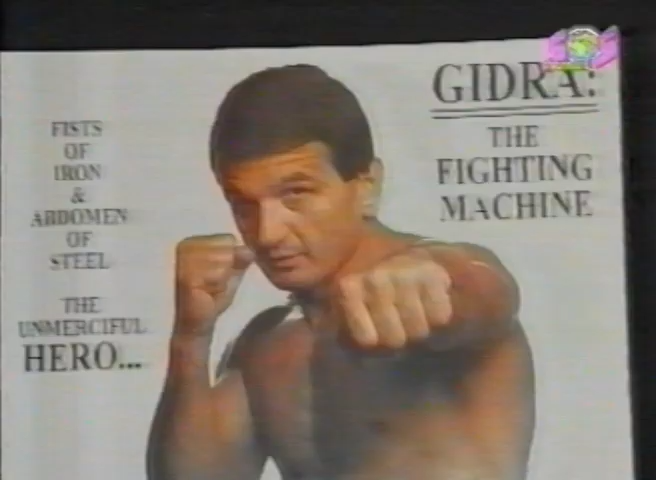 FISTS
OF
IRON
&
ABDOMEN
OF
STEEL
THE
UNMERCIFUL
HERO...
GIDRA:
THE
FIGHTING
MACHINE